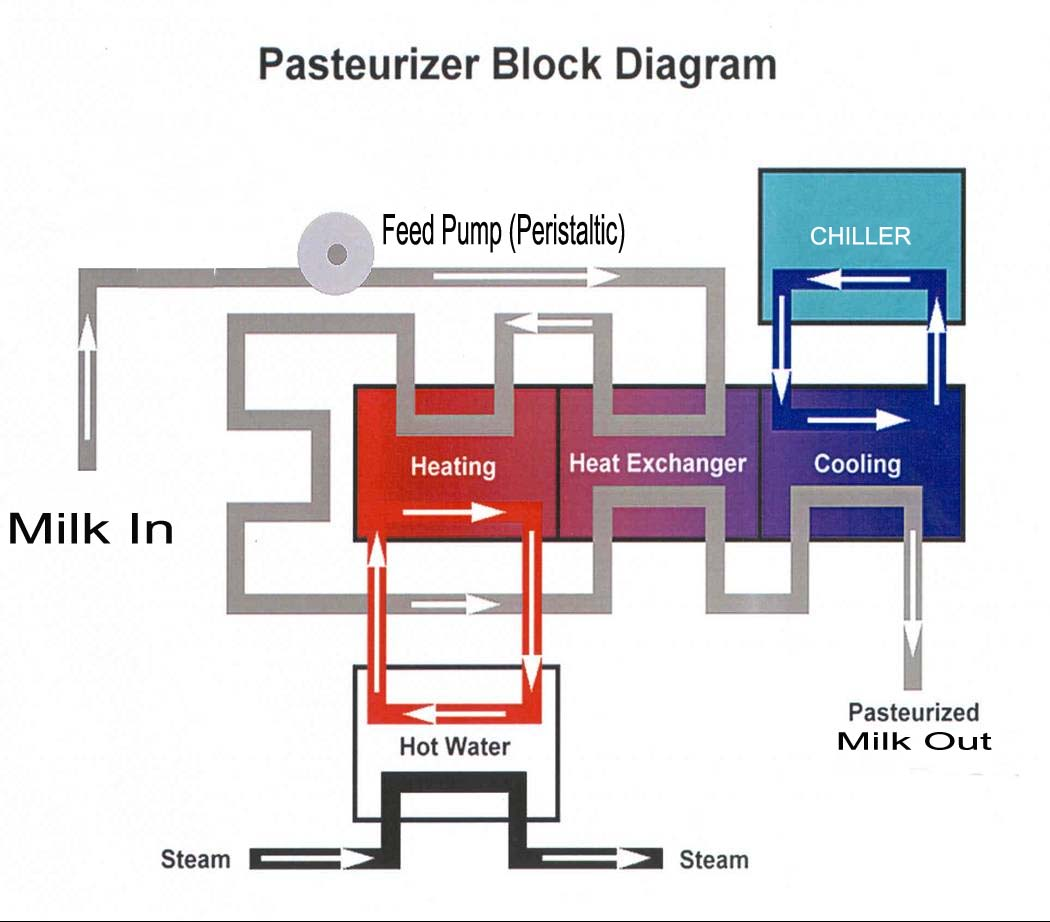 Pasteurizer Block Diagram
Feed Pump (Peristaltic)
CHILLER
Heating
Heat Exchanger
Cooling
Milk In
Pasteurized
Milk Out
Hot Water
Steam
Steam